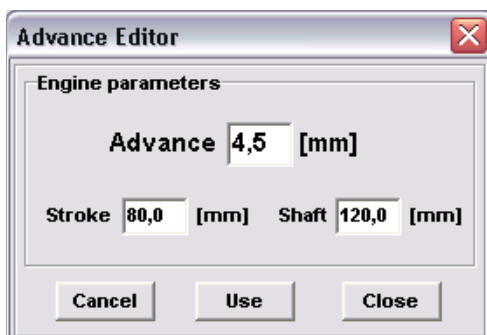 Advance Editor
Engine parameters
Advance 4,5 [mm]
Stroke 80,0 [mm] Shaft 120,0 [mm]
Cancel Use Close